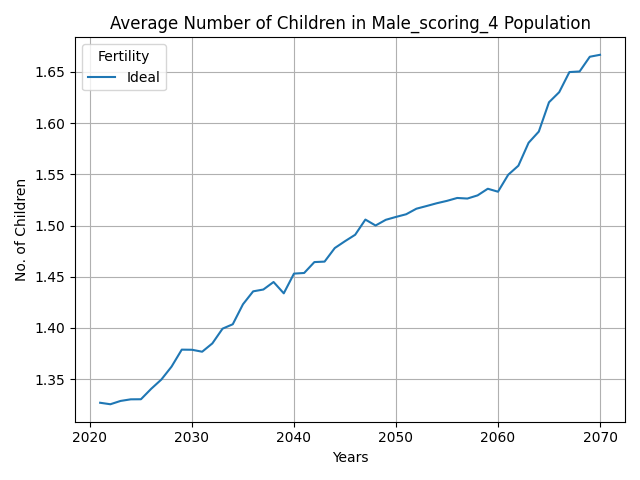 Average Number of Children in Male_scoring_4 Population
Fertility
Ideal
No. of Children
1.65
1.60
1.55
1.50
1.45
1.40
1.35
2020 2030 2040 2050 2060 2070
Years